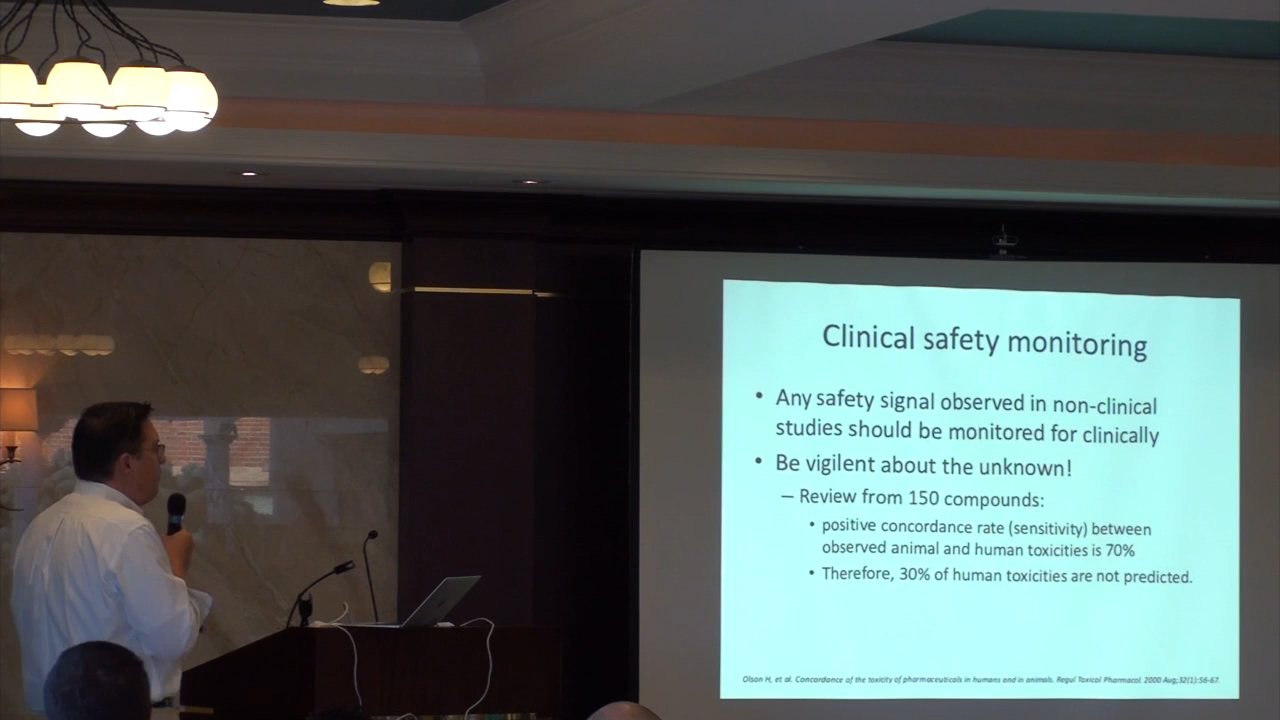 Clinical safety monitoring
• Any safety signal observed in non-clinical
studies should be monitored for clinically
• Be vigilent about the unknown!
– Review from 150 compounds:
• positive concordance rate (sensitivity) between
observed animal and human toxicities is 70%
• Therefore, 30% of human toxicities are not predicted.
Olson H, et al. Concordance of the toxicity of pharmaceuticals in humans and in animals. Regul Toxicol Pharmacol. 2000 Aug;32(1):56-67.